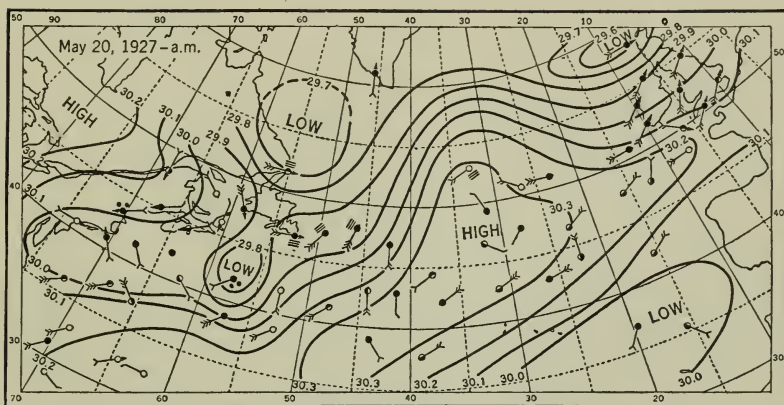 90 80 70 60 50 40 30 20 10 0
May 20, 1927-a.m.
29.7 29.6 LOW 29.8 29.9 30.0 30.1
50 50
30.2 30.1 30.0 29.9 29.8 29.7
HIGH
LOW
30.2
30.2
30.1
40 40
30.1
30.3
HIGH
29.8
LOW
30.0
30.1
LOW
30 30
30.2
30.3 30.3 30.2 30.1 30.0 30.0
70 60 50 40 30 20